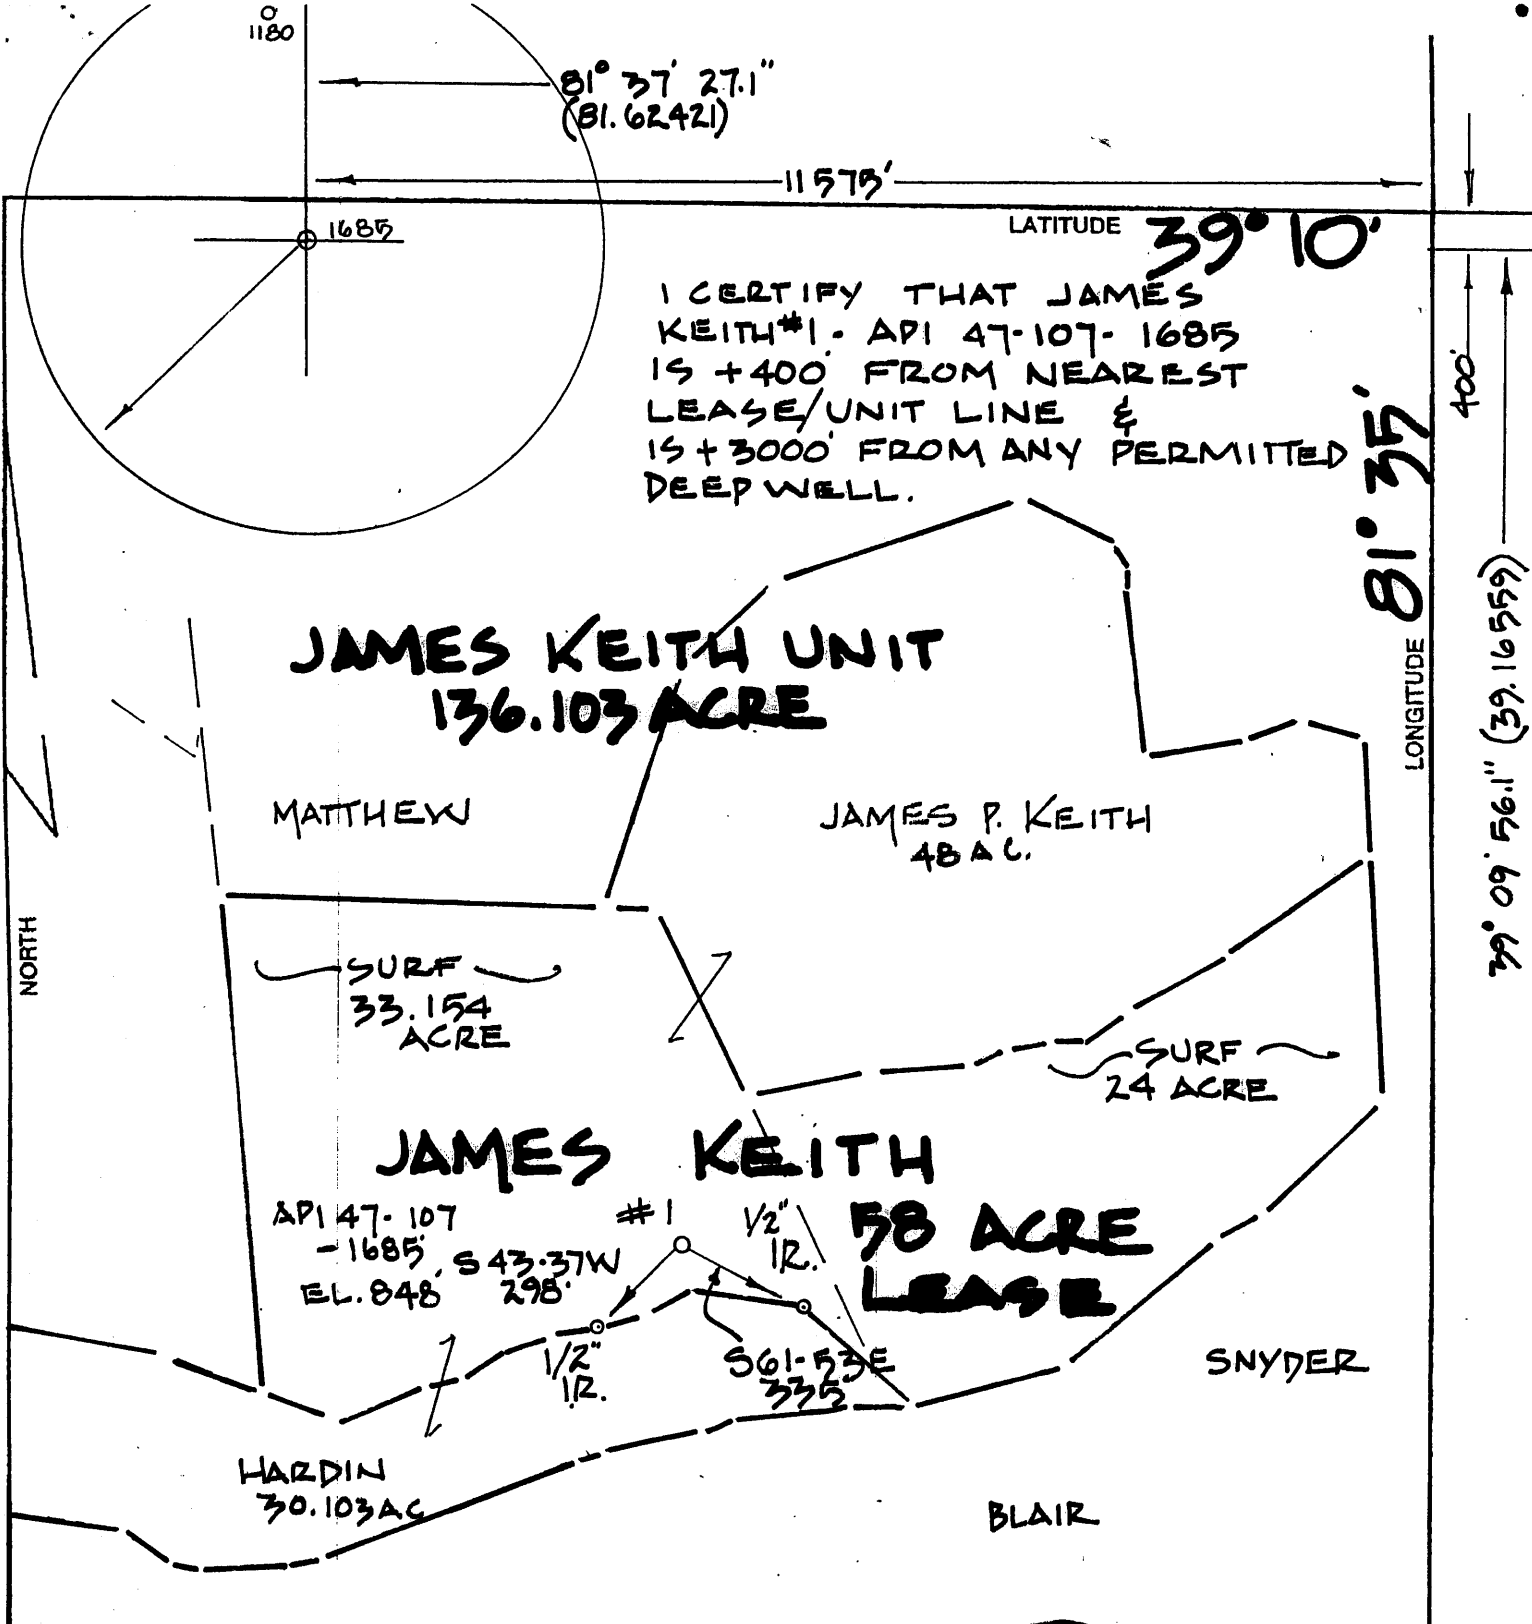 1180
81° 37' 27.1"
(81.62421)
11575'
1685
LATITUDE 39° 10'
I CERTIFY THAT JAMES
KEITH #1 - API 47-107-1685
IS +400' FROM NEAREST
LEASE/UNIT LINE &
IS +3000' FROM ANY PERMITTED
DEEP WELL.
400'
LONGITUDE 81° 35'
39° 09' 56.1" (39.16559)
JAMES KEITH UNIT
136.103 ACRE
MATTHEW
JAMES P. KEITH
48 AC.
NORTH
SURF
33.154
ACRE
SURF
24 ACRE
JAMES KEITH
58 ACRE
LEASE
API 47-107
-1685
EL. 848'
#1
1/2"
IR.
S 43-37W
298'
1/2"
IR.
S61-53E
335'
SNYDER
HARDIN
30.103 AC
BLAIR